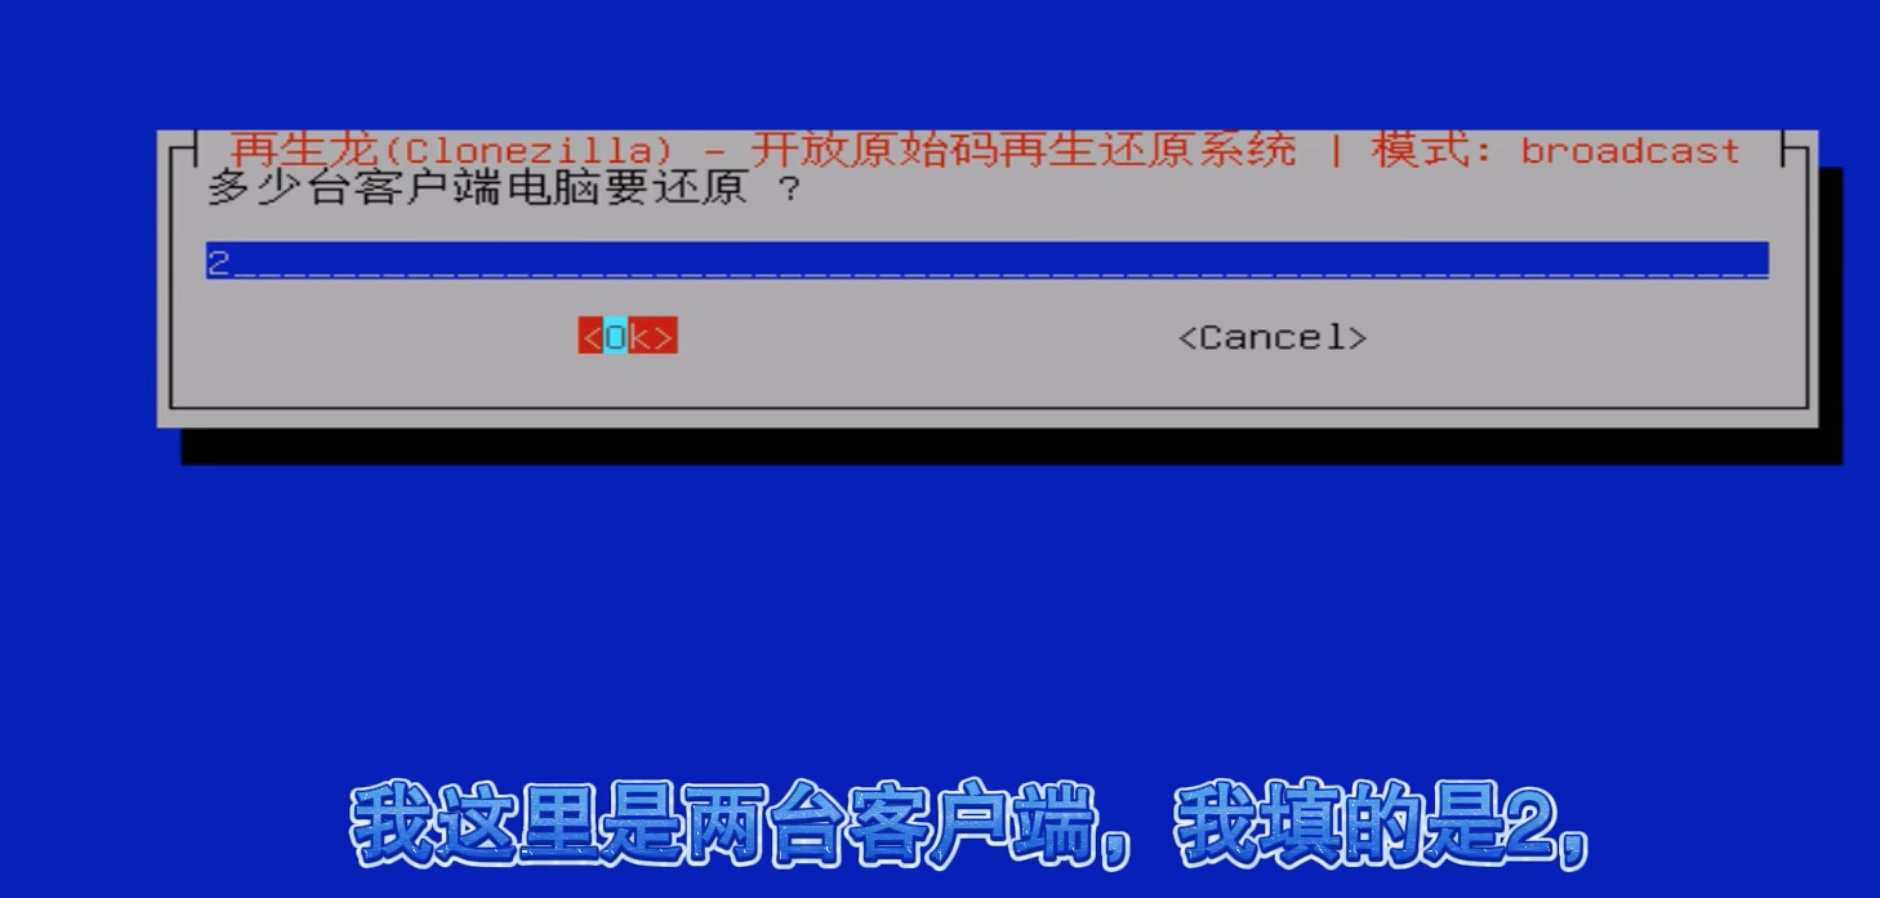 再生龙(Clonezilla) - 开放原始码再生还原系统 | 模式: broadcast
多少台客户端电脑要还原 ?
2
<Ok> <Cancel>
我这里是两台客户端，我填的是2，